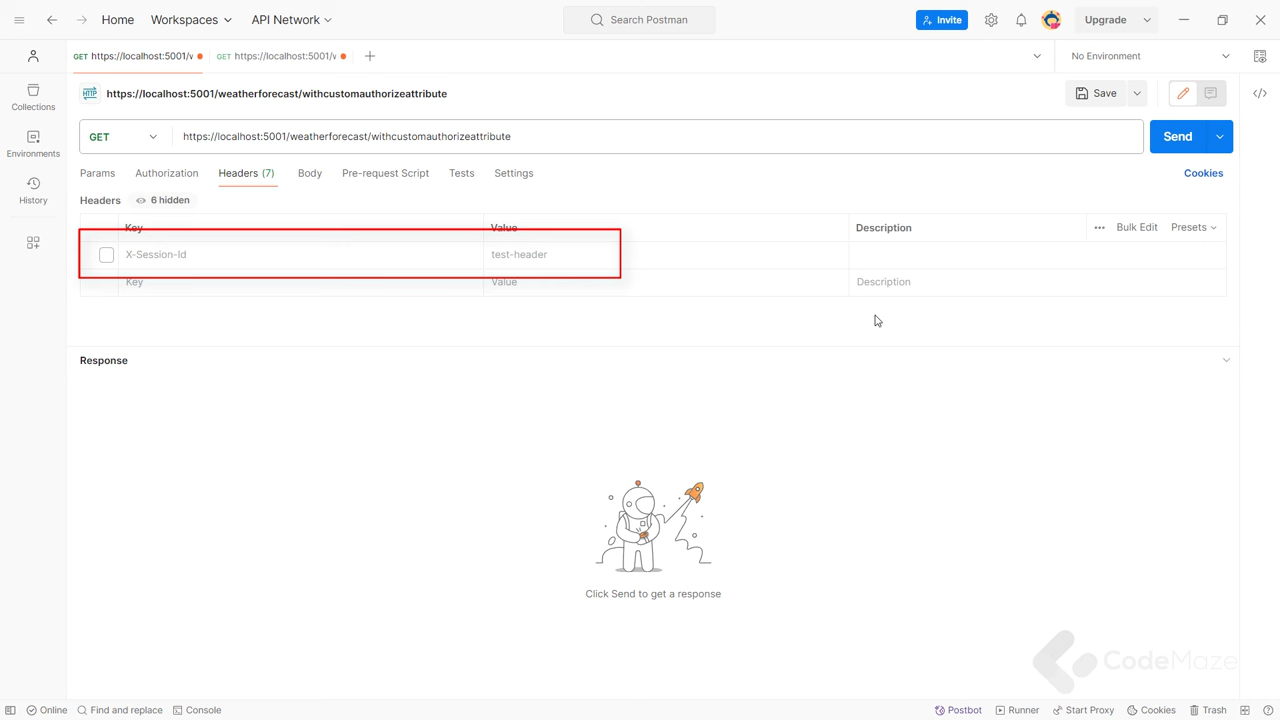 Home Workspaces API Network Search Postman Invite Upgrade
GET https://localhost:5001/v GET https://localhost:5001/v No Environment
HTTP https://localhost:5001/weatherforecast/withcustomauthorizeattribute Save
Collections
GET https://localhost:5001/weatherforecast/withcustomauthorizeattribute Send
Environments
Params Authorization Headers (7) Body Pre-request Script Tests Settings Cookies
History
Headers 6 hidden
Key Value Description Bulk Edit Presets
X-Session-Id test-header
Key Value Description
Response
Click Send to get a response
CodeMaze
Online Find and replace Console Postbot Runner Start Proxy Cookies Trash